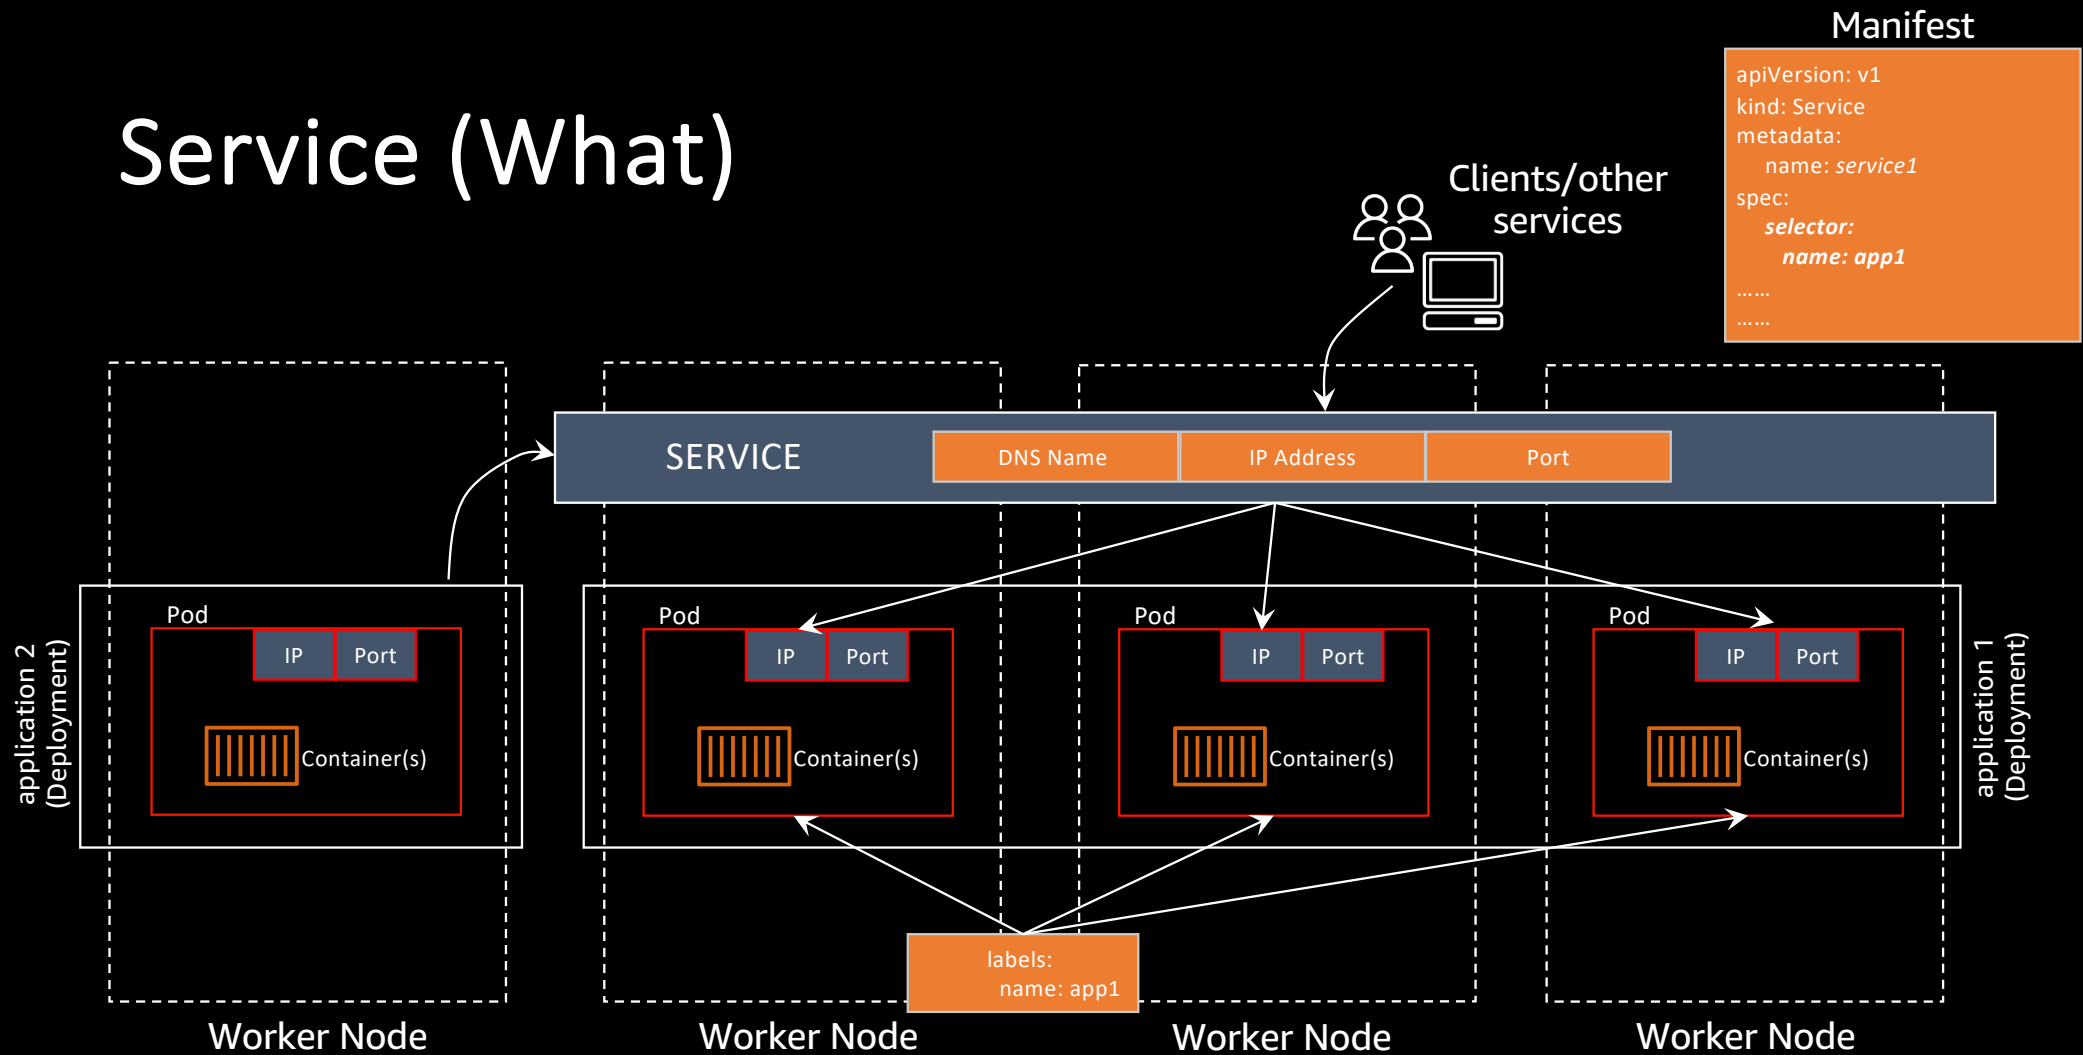 Manifest
apiVersion: v1
kind: Service
metadata:
name: service1
spec:
selector:
name: app1
……
……
Service (What)
Clients/other
services
SERVICE
DNS Name
IP Address
Port
application 2
(Deployment)
Pod
IP
Port
Container(s)
Pod
IP
Port
Container(s)
Pod
IP
Port
Container(s)
Pod
IP
Port
Container(s)
application 1
(Deployment)
labels:
name: app1
Worker Node
Worker Node
Worker Node
Worker Node